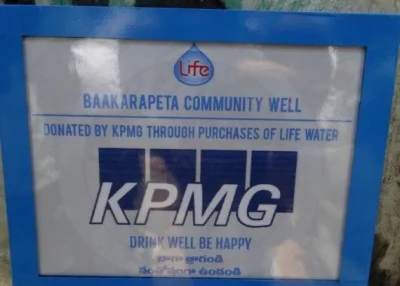 Life
BAAKARAPETA COMMUNITY WELL
DONATED BY KPMG THROUGH PURCHASES OF LIFE WATER
KPMG
DRINK WELL BE HAPPY
బాగా త్రాగండి
సంతోషంగా ఉండండి